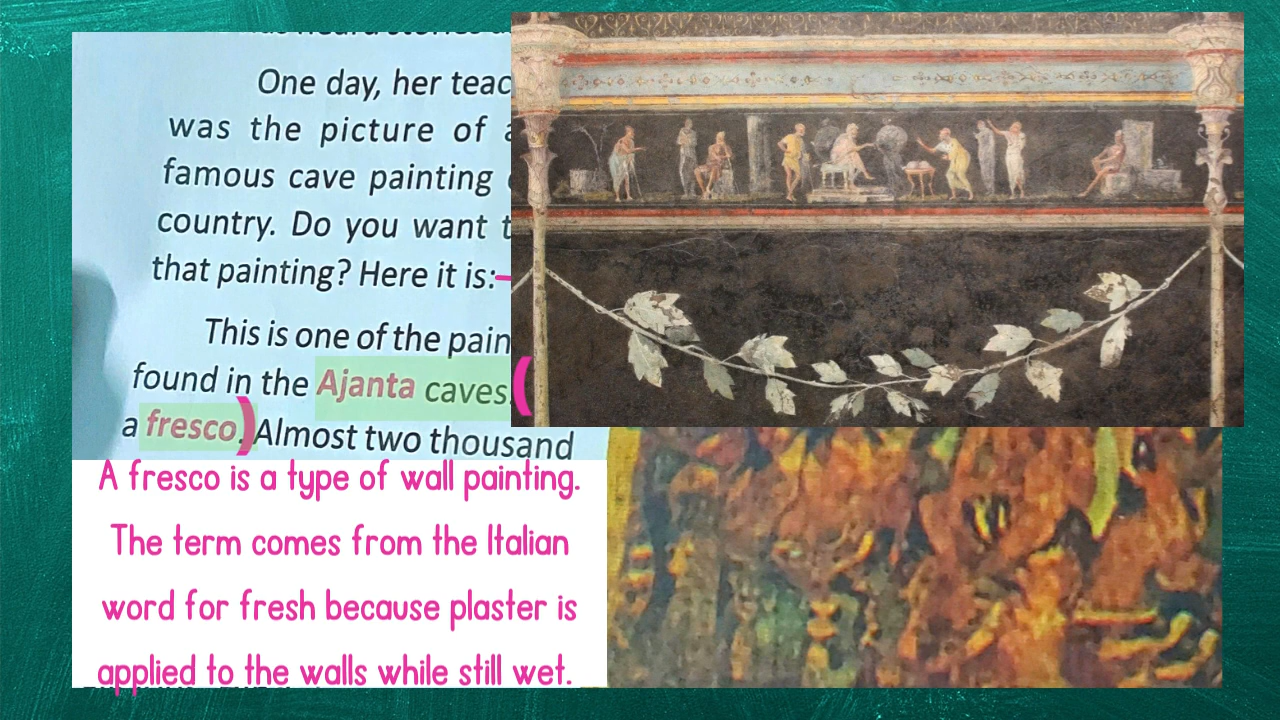 One day, her teac
was the picture of a
famous cave painting
country. Do you want t
that painting? Here it is:-
This is one of the pain
found in the Ajanta caves. (
a fresco.) Almost two thousand
A fresco is a type of wall painting.
The term comes from the Italian
word for fresh because plaster is
applied to the walls while still wet.